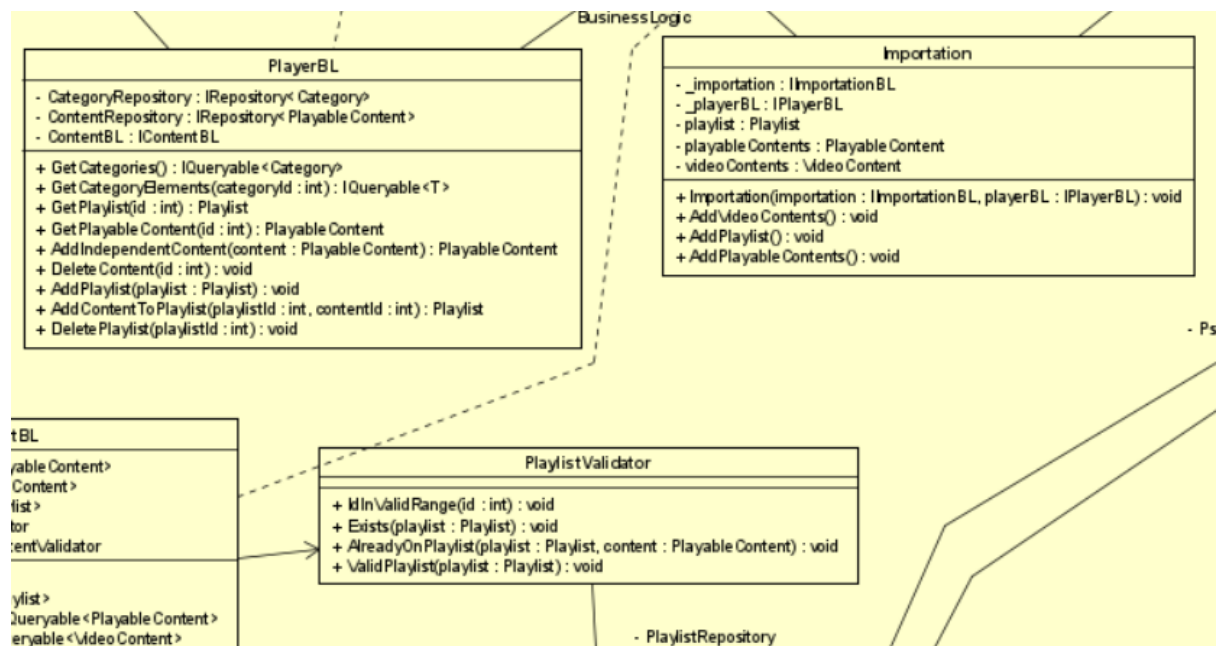 BusinessLogic
PlayerBL
- CategoryRepository : IRepository<Category>
- ContentRepository : IRepository<PlayableContent>
- ContentBL : IContentBL
+ GetCategories() : IQueryable<Category>
+ GetCategoryElements(categoryId : int) : IQueryable<T>
+ GetPlaylist(id : int) : Playlist
+ GetPlayableContent(id : int) : PlayableContent
+ AddIndependentContent(content : PlayableContent) : PlayableContent
+ DeleteContent(id : int) : void
+ AddPlaylist(playlist : Playlist) : void
+ AddContentToPlaylist(playlistId : int, contentId : int) : Playlist
+ DeletePlaylist(playlistId : int) : void
Importation
- _importation : IImportationBL
- _playerBL : IPlayerBL
- playlist : Playlist
- playableContents : PlayableContent
- videoContents : VideoContent
+ Importation(importation : IImportationBL, playerBL : IPlayerBL) : void
+ AddVideoContents() : void
+ AddPlaylist() : void
+ AddPlayableContents() : void
- Ps
tBL
yableContent>
Content>
list>
tor
tentValidator
ylist>
Queryable<PlayableContent>
eryable<VideoContent>
PlaylistValidator
+ IdInValidRange(id : int) : void
+ Exists(playlist : Playlist) : void
+ AlreadyOnPlaylist(playlist : Playlist, content : PlayableContent) : void
+ ValidPlaylist(playlist : Playlist) : void
- PlaylistRepository